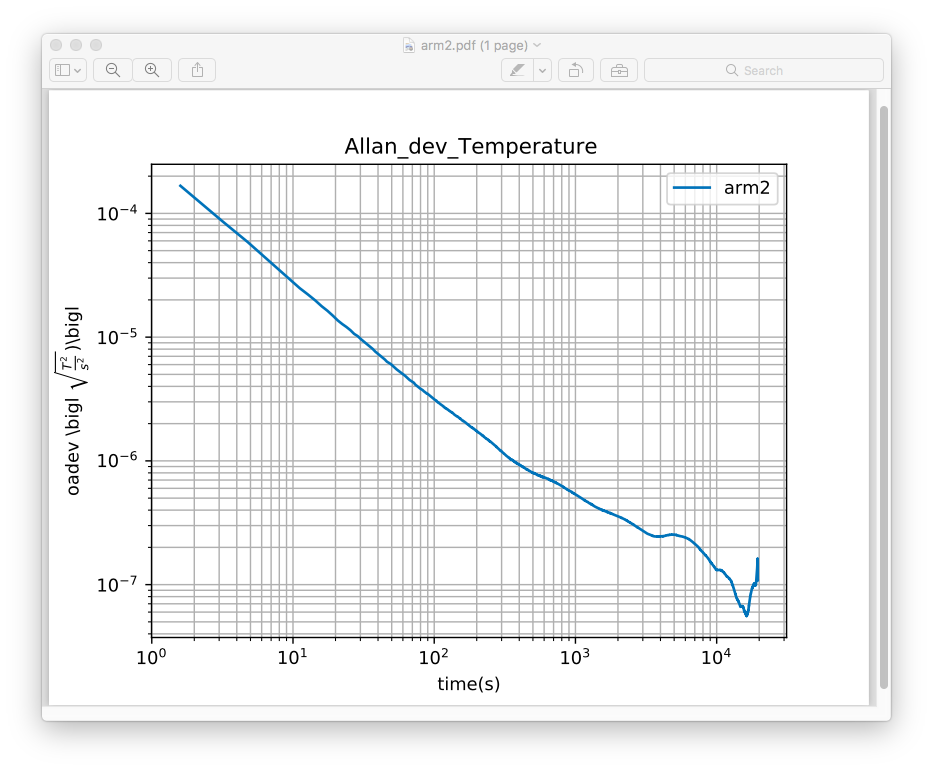 arm2.pdf (1 page)
Search
Allan_dev_Temperature
arm2
10⁻⁴
10⁻⁵
10⁻⁶
10⁻⁷
oadev \bigl √(T²/s²) )\bigl
10⁰ 10¹ 10² 10³ 10⁴
time(s)